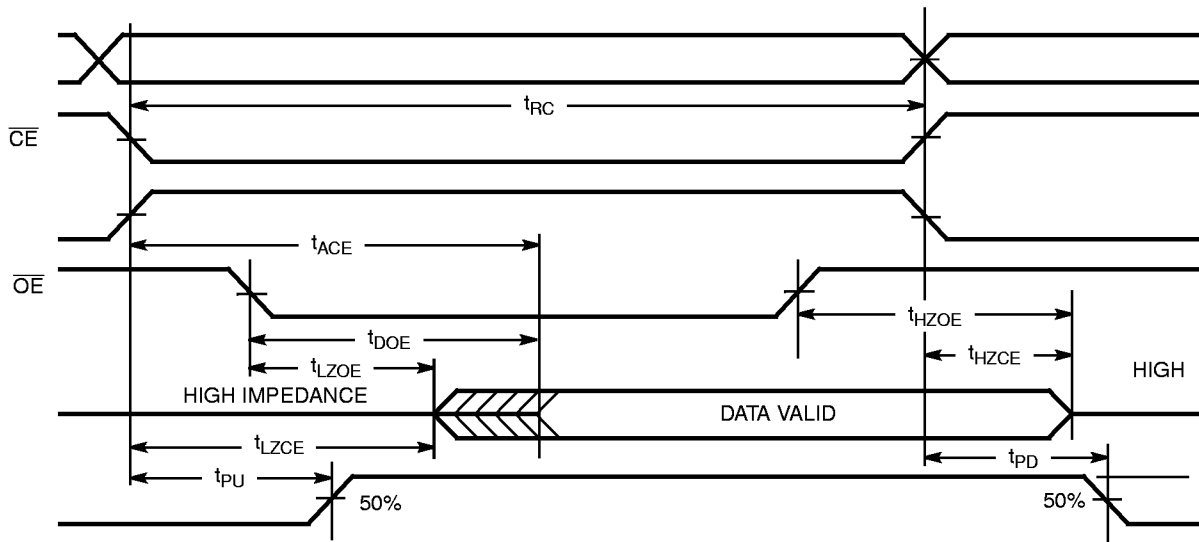 tRC
CE
tACE
OE
tHZOE
tDOE
tHZCE
tLZOE
HIGH IMPEDANCE
HIGH
DATA VALID
tLZCE
tPD
tPU
50%
50%